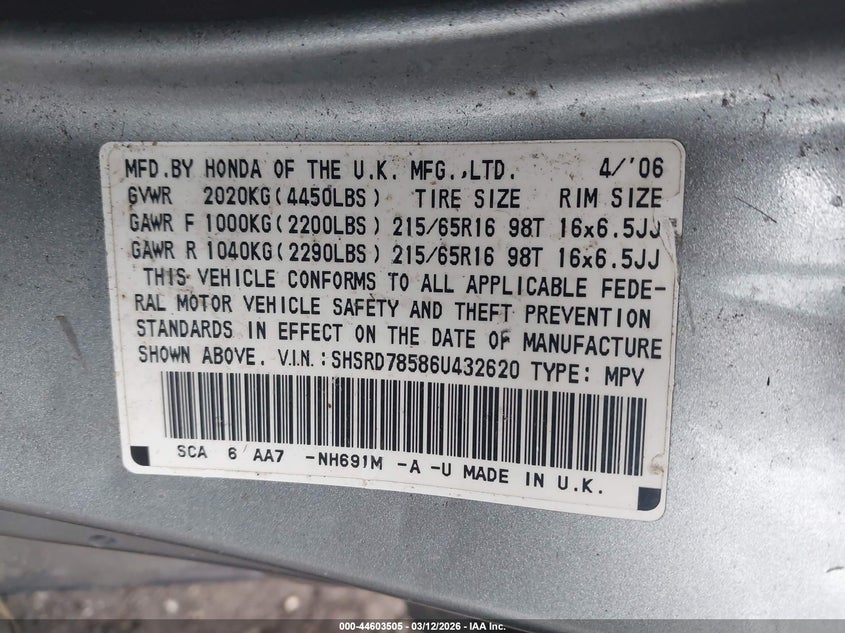 MFD.BY HONDA OF THE U.K. MFG.,LTD. 4/'06
GVWR 2020KG(4450LBS) TIRE SIZE RIM SIZE
GAWR F 1000KG(2200LBS) 215/65R16 98T 16x6.5JJ
GAWR R 1040KG(2290LBS) 215/65R16 98T 16x6.5JJ
THIS VEHICLE CONFORMS TO ALL APPLICABLE FEDE-
RAL MOTOR VEHICLE SAFETY AND THEFT PREVENTION
STANDARDS IN EFFECT ON THE DATE OF MANUFACTURE
SHOWN ABOVE. V.I.N.:SHSRD78586U432620 TYPE: MPV
SCA 6 AA7 -NH691M -A -U MADE IN U.K.
000-44603505 - 03/12/2026 - IAA Inc.